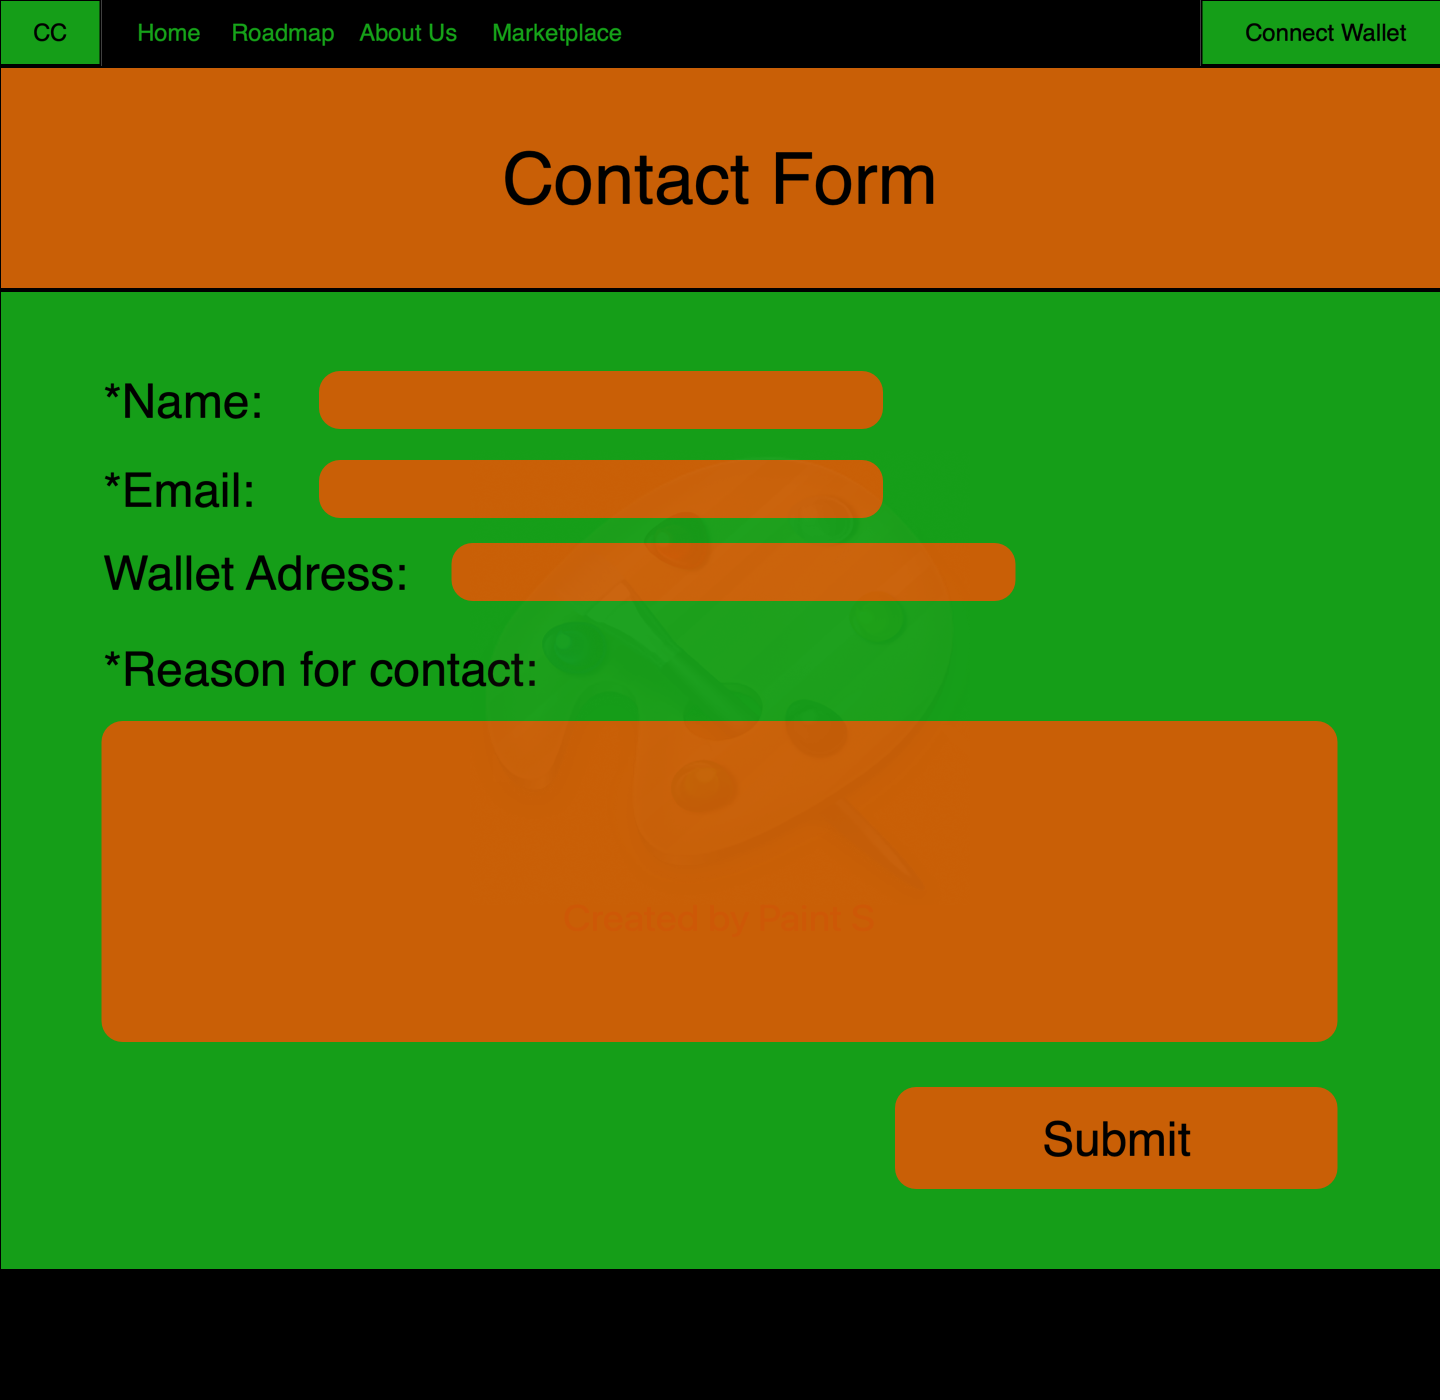 CC Home Roadmap About Us Marketplace Connect Wallet
Contact Form
*Name:
*Email:
Wallet Adress:
*Reason for contact:
Created by Paint S
Submit